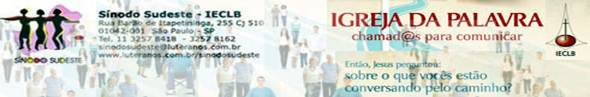 Sínodo Sudeste - IECLB
Rua Barão de Itapetininga, 255 Cj 510
01042-001 São Paulo - SP
Tel. 11 3257 8418 - 3257 8162
sinodosudeste@luteranos.com.br
www.luteranos.com.br/sinodosudeste
SÍNODO SUDESTE
IGREJA DA PALAVRA
chamad@s para comunicar
IECLB
Então, Jesus perguntou:
sobre o que vocês estão
conversando pelo caminho?